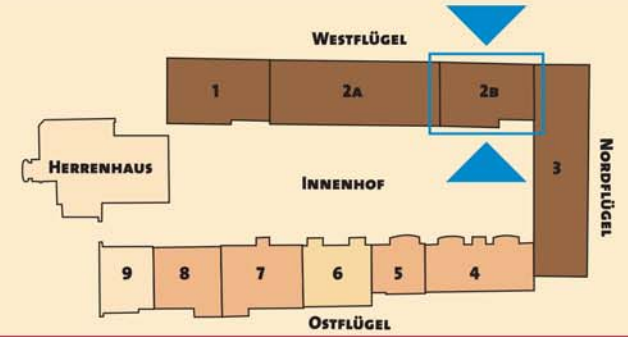 WESTFLÜGEL
1
2A
2B
HERRENHAUS
INNENHOF
3
NORDFLÜGEL
9
8
7
6
5
4
OSTFLÜGEL